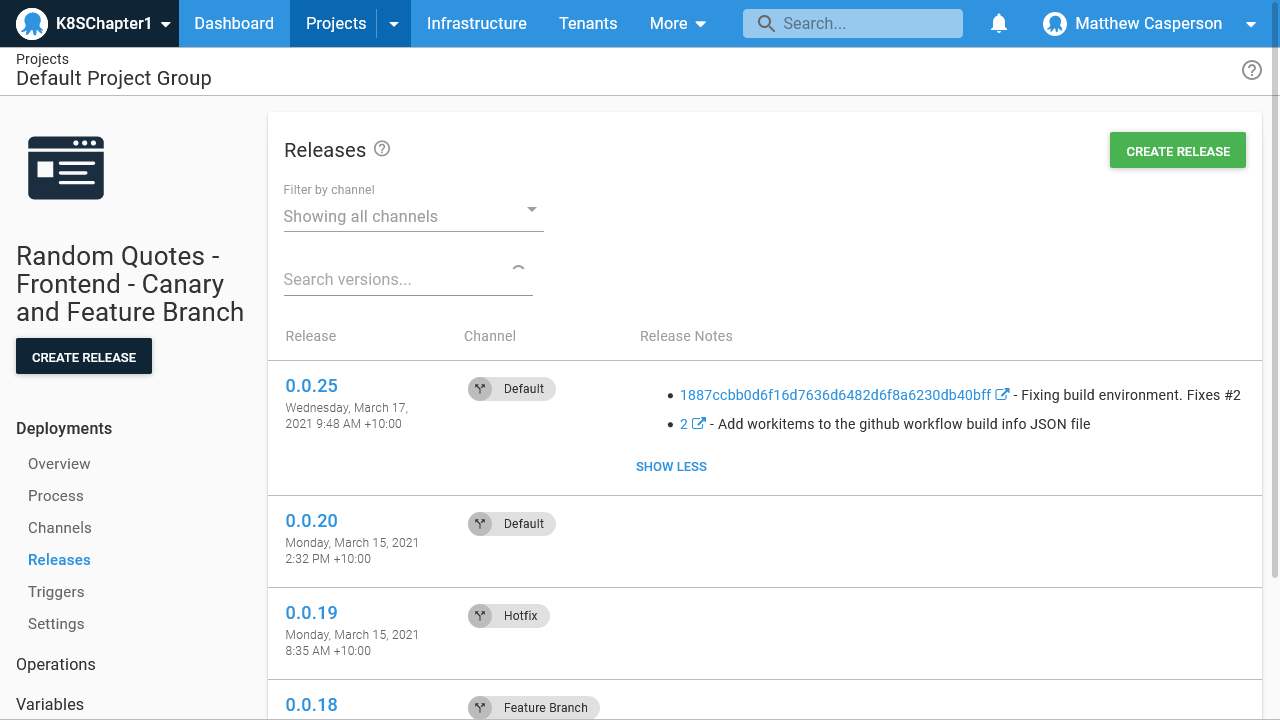 K8SChapter1
Dashboard
Projects
Infrastructure
Tenants
More
Search...
Matthew Casperson
Projects
Default Project Group
Random Quotes -
Frontend - Canary
and Feature Branch
CREATE RELEASE
Deployments
Overview
Process
Channels
Releases
Triggers
Settings
Operations
Variables
Releases
CREATE RELEASE
Filter by channel
Showing all channels
Search versions...
Release Channel Release Notes
0.0.25
Wednesday, March 17,
2021 9:48 AM +10:00
Default
1887ccbb0d6f16d7636d6482d6f8a6230db40bff - Fixing build environment. Fixes #2
2 - Add workitems to the github workflow build info JSON file
SHOW LESS
0.0.20
Monday, March 15, 2021
2:32 PM +10:00
Default
0.0.19
Monday, March 15, 2021
8:35 AM +10:00
Hotfix
0.0.18
Feature Branch